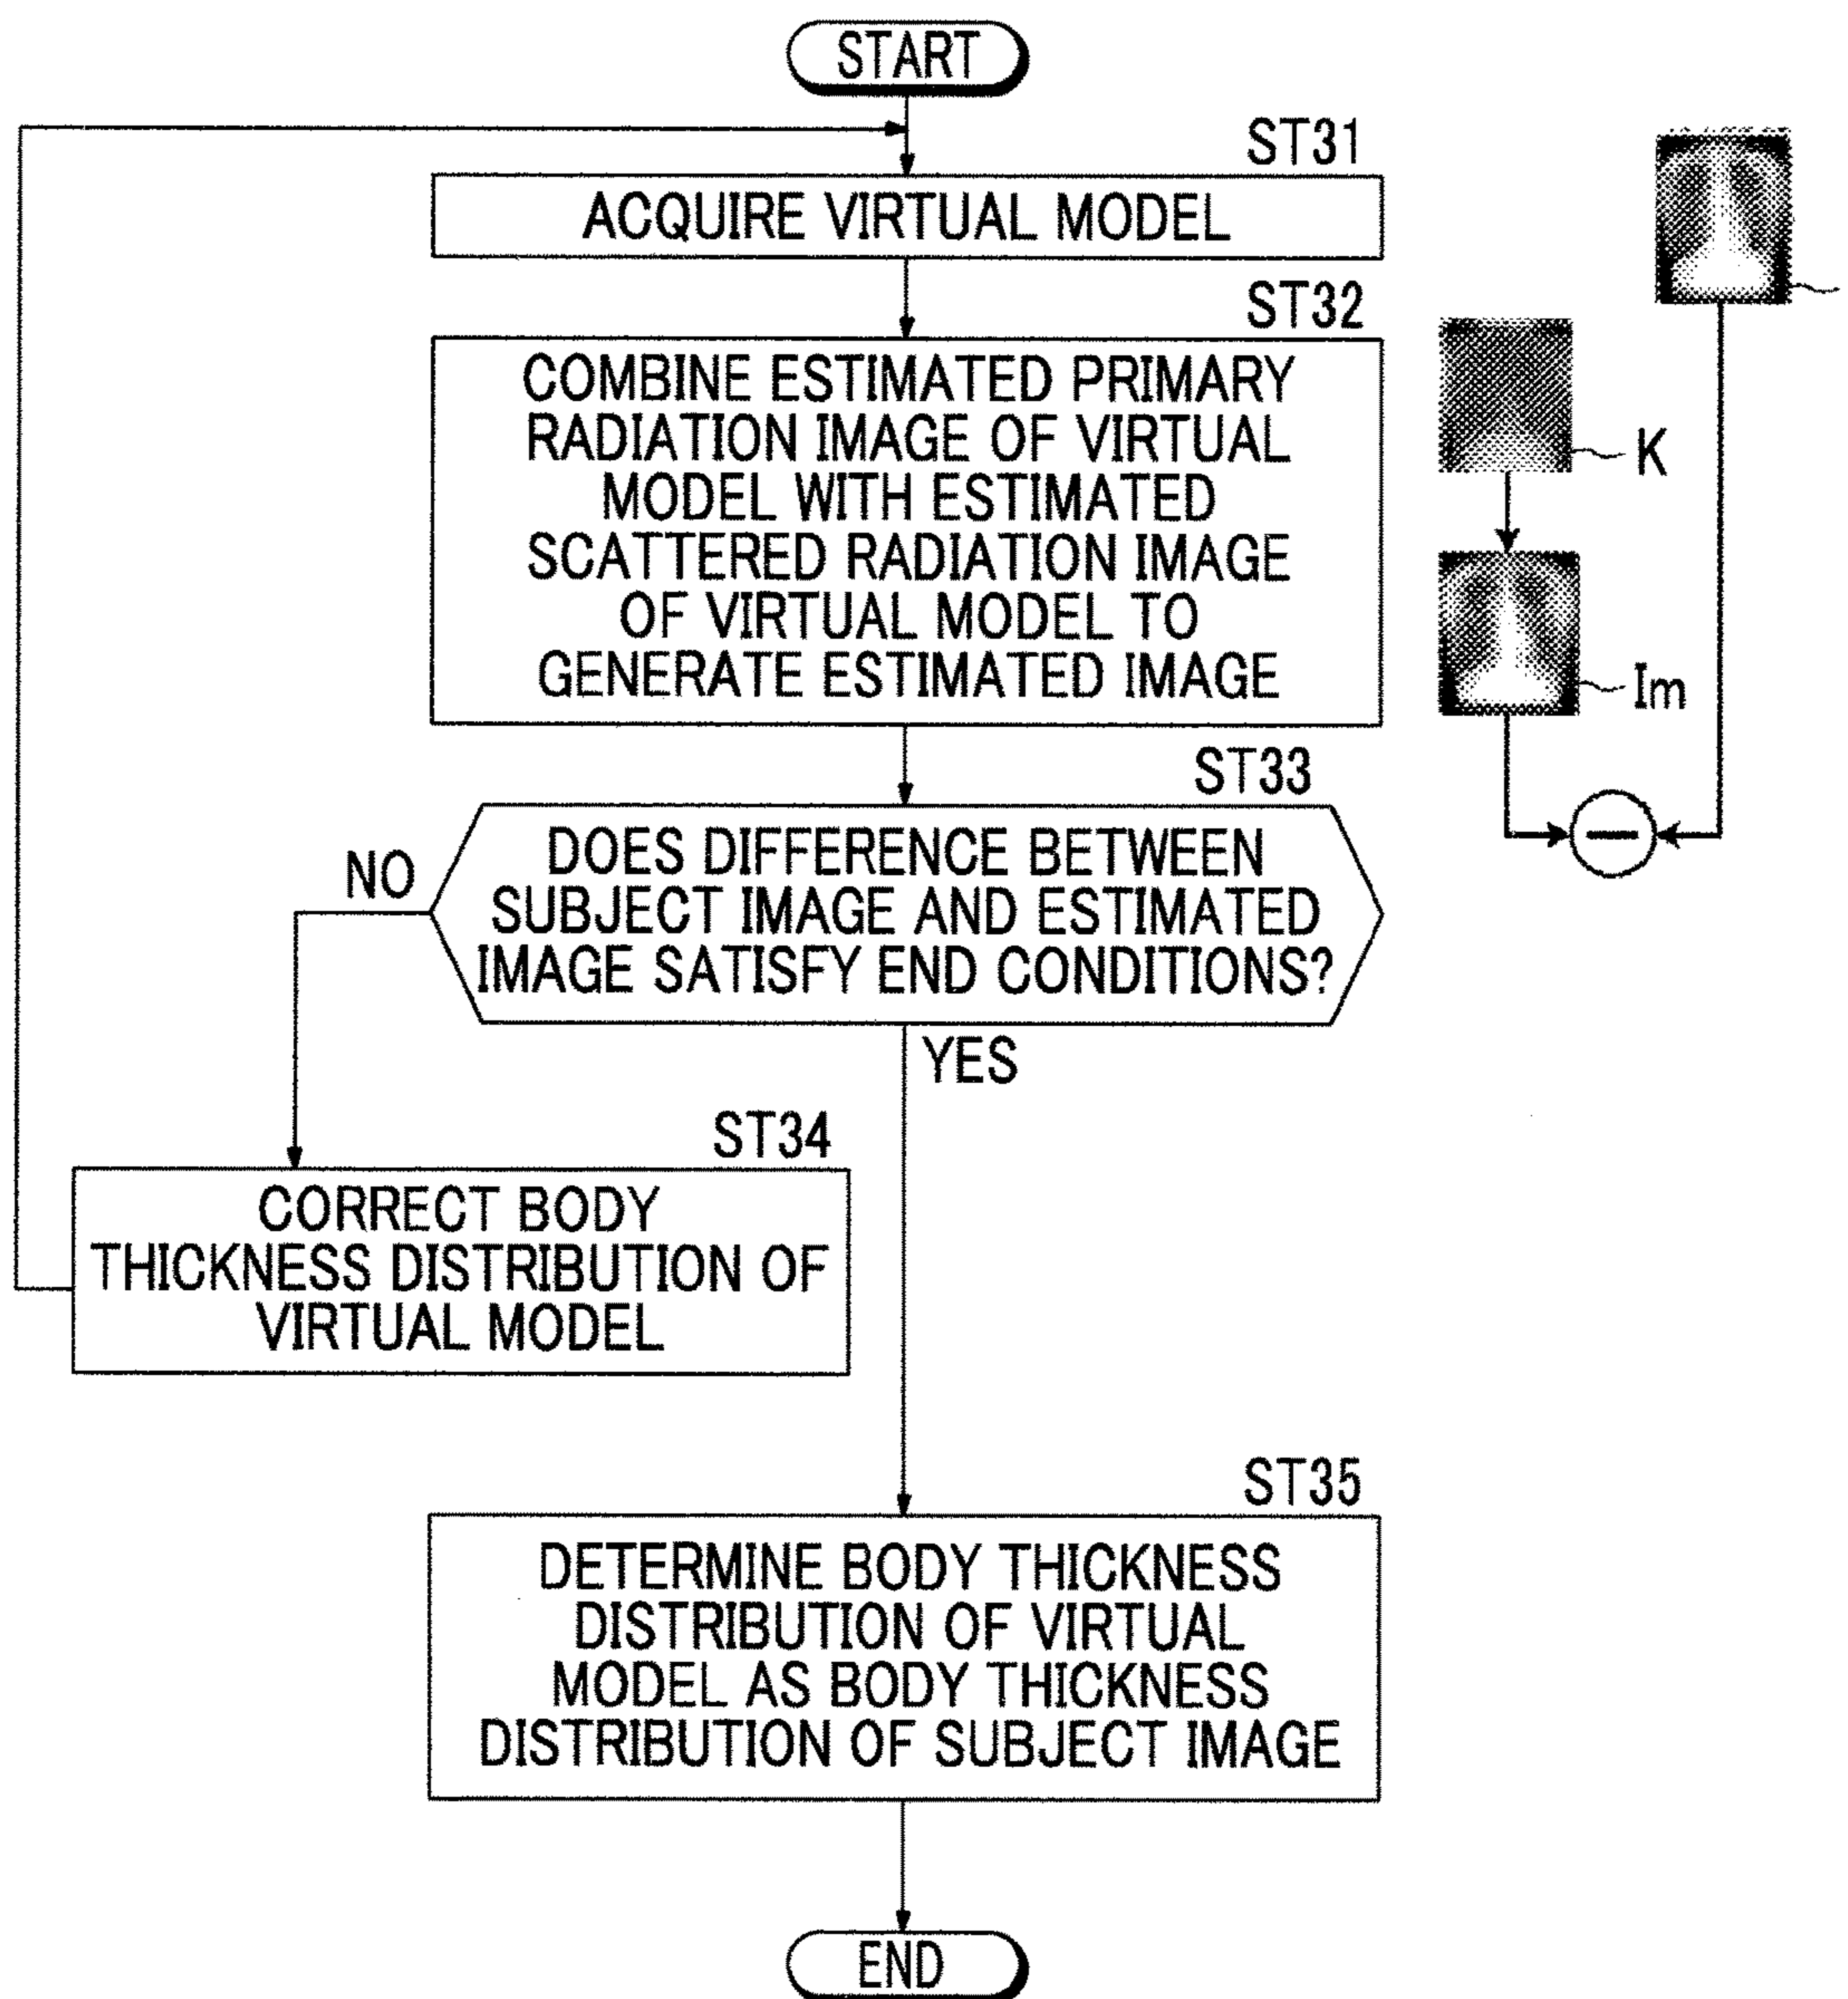 START
ST31
ACQUIRE VIRTUAL MODEL
ST32
COMBINE ESTIMATED PRIMARY
RADIATION IMAGE OF VIRTUAL
MODEL WITH ESTIMATED
SCATTERED RADIATION IMAGE
OF VIRTUAL MODEL TO
GENERATE ESTIMATED IMAGE
K
Im
ST33
DOES DIFFERENCE BETWEEN
SUBJECT IMAGE AND ESTIMATED
IMAGE SATISFY END CONDITIONS?
NO
YES
ST34
CORRECT BODY
THICKNESS DISTRIBUTION OF
VIRTUAL MODEL
ST35
DETERMINE BODY THICKNESS
DISTRIBUTION OF VIRTUAL
MODEL AS BODY THICKNESS
DISTRIBUTION OF SUBJECT IMAGE
END